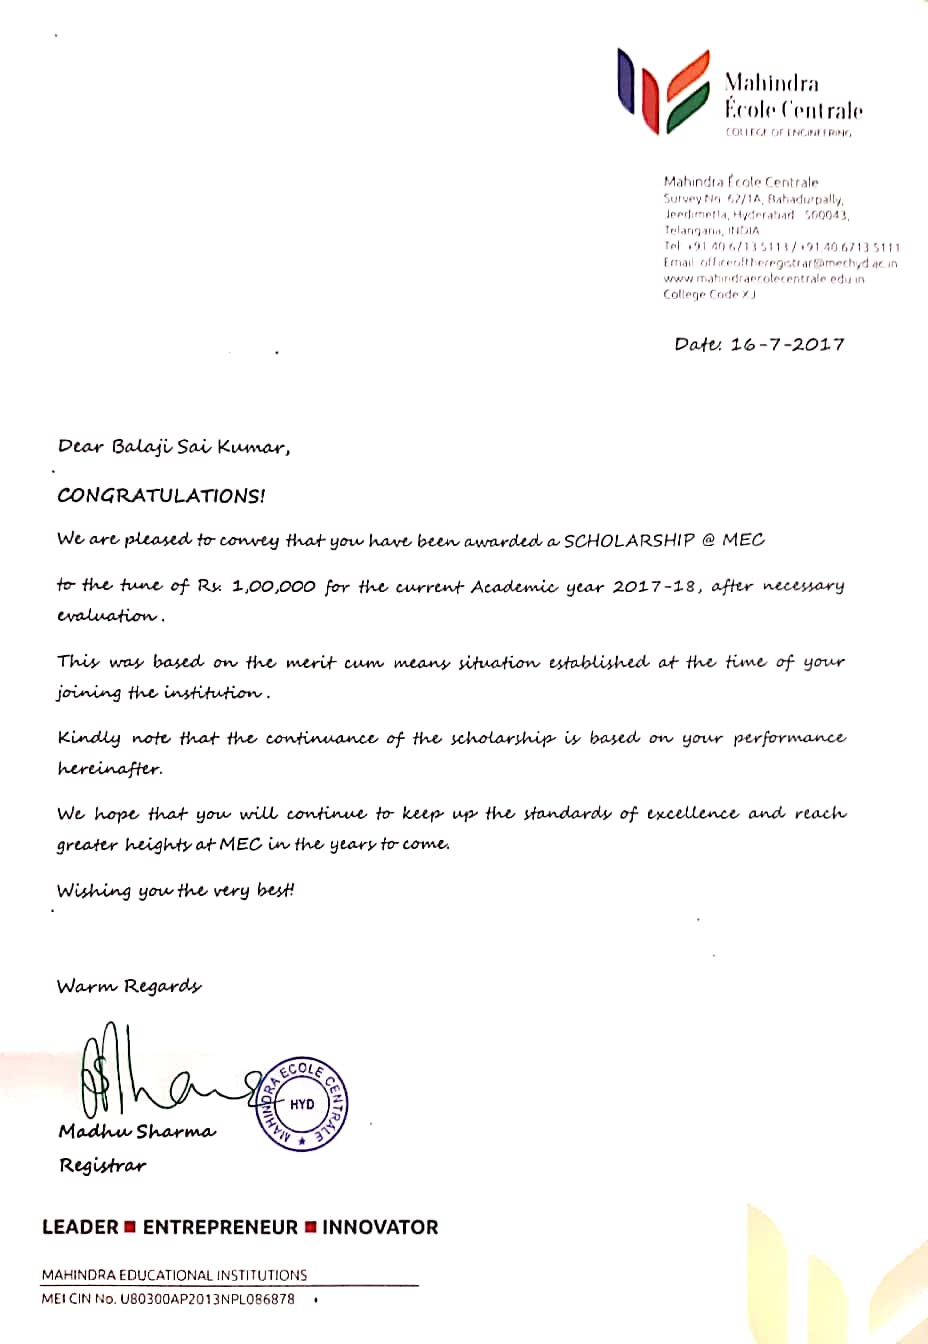 Mahindra
École Centrale
COLLEGE OF ENGINEERING
Mahindra École Centrale
Survey No. 62/1A, Bahadurpally,
Jeedimetla, Hyderabad 500043,
Telangana, INDIA
Tel +91 40 6713 5113 / +91 40 6713 5111
Email officeoftheregistrar@mechyd.ac.in
www.mahindraecolecentrale.edu.in
College Code XJ
Date: 16-7-2017
Dear Balaji Sai Kumar,
CONGRATULATIONS!
We are pleased to convey that you have been awarded a SCHOLARSHIP @ MEC
to the tune of Rs. 1,00,000 for the current Academic year 2017-18, after necessary
evaluation.
This was based on the merit cum means situation established at the time of your
joining the institution.
Kindly note that the continuance of the scholarship is based on your performance
hereinafter.
We hope that you will continue to keep up the standards of excellence and reach
greater heights at MEC in the years to come.
Wishing you the very best!
Warm Regards
MAHINDRA ECOLE CENTRALE ★
HYD
Madhu Sharma
Registrar
LEADER ■ ENTREPRENEUR ■ INNOVATOR
MAHINDRA EDUCATIONAL INSTITUTIONS
MEI CIN No. U80300AP2013NPL086878